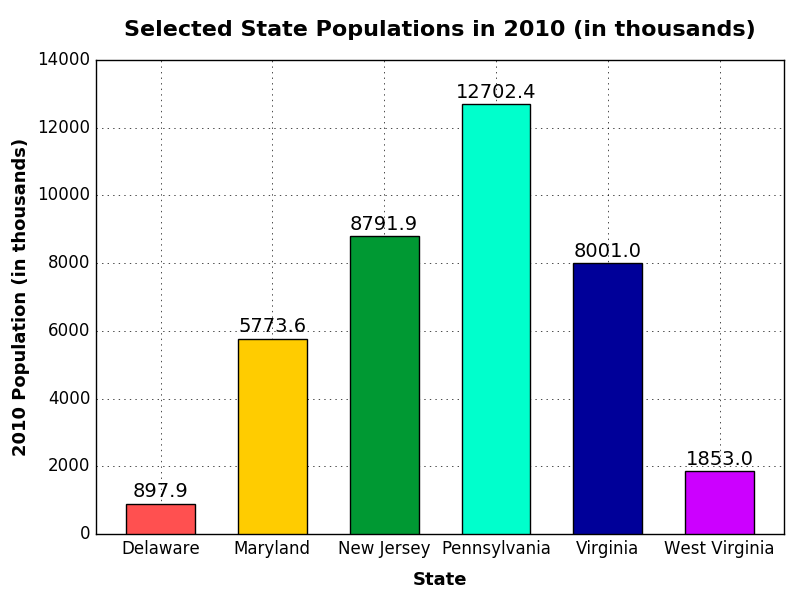 Selected State Populations in 2010 (in thousands)
2010 Population (in thousands)
14000
12000
10000
8000
6000
4000
2000
0
897.9
5773.6
8791.9
12702.4
8001.0
1853.0
Delaware
Maryland
New Jersey
Pennsylvania
Virginia
West Virginia
State